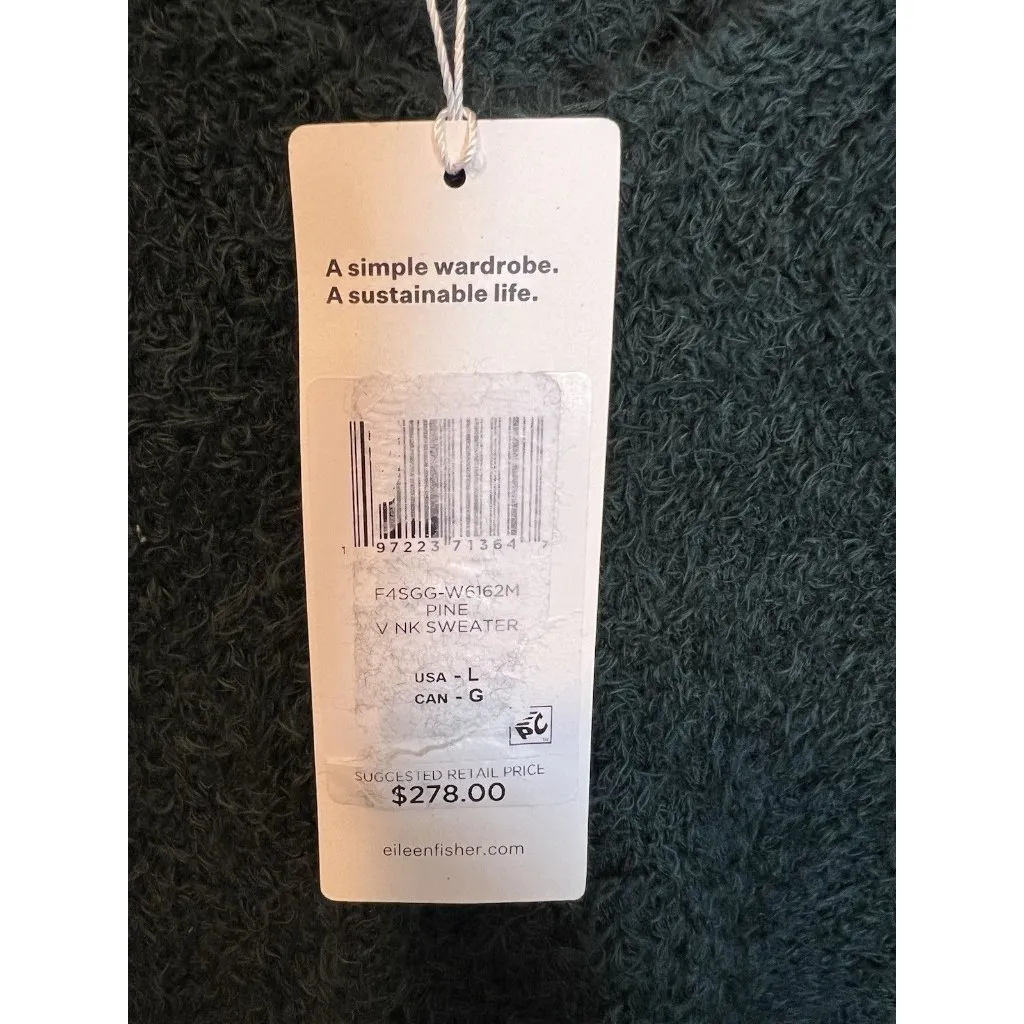 A simple wardrobe.
A sustainable life.
1 97223 71364 7
F4SGG-W6162M
PINE
V NK SWEATER
USA - L
CAN - G
PC
SUGGESTED RETAIL PRICE
$278.00
eileenfisher.com